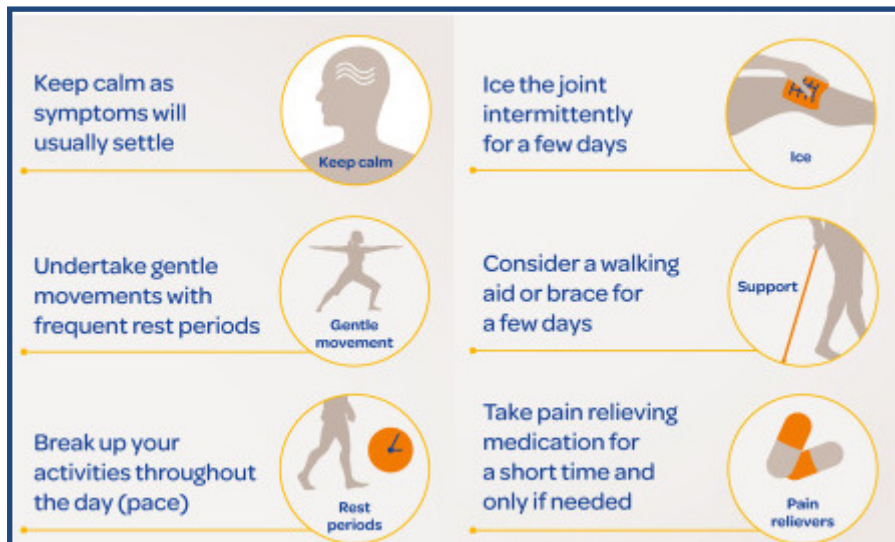 Keep calm as
symptoms will
usually settle
Keep calm
Ice the joint
intermittently
for a few days
Ice
Undertake gentle
movements with
frequent rest periods
Gentle
movement
Consider a walking
aid or brace for
a few days
Support
Break up your
activities throughout
the day (pace)
Rest
periods
Take pain relieving
medication for
a short time and
only if needed
Pain
relievers